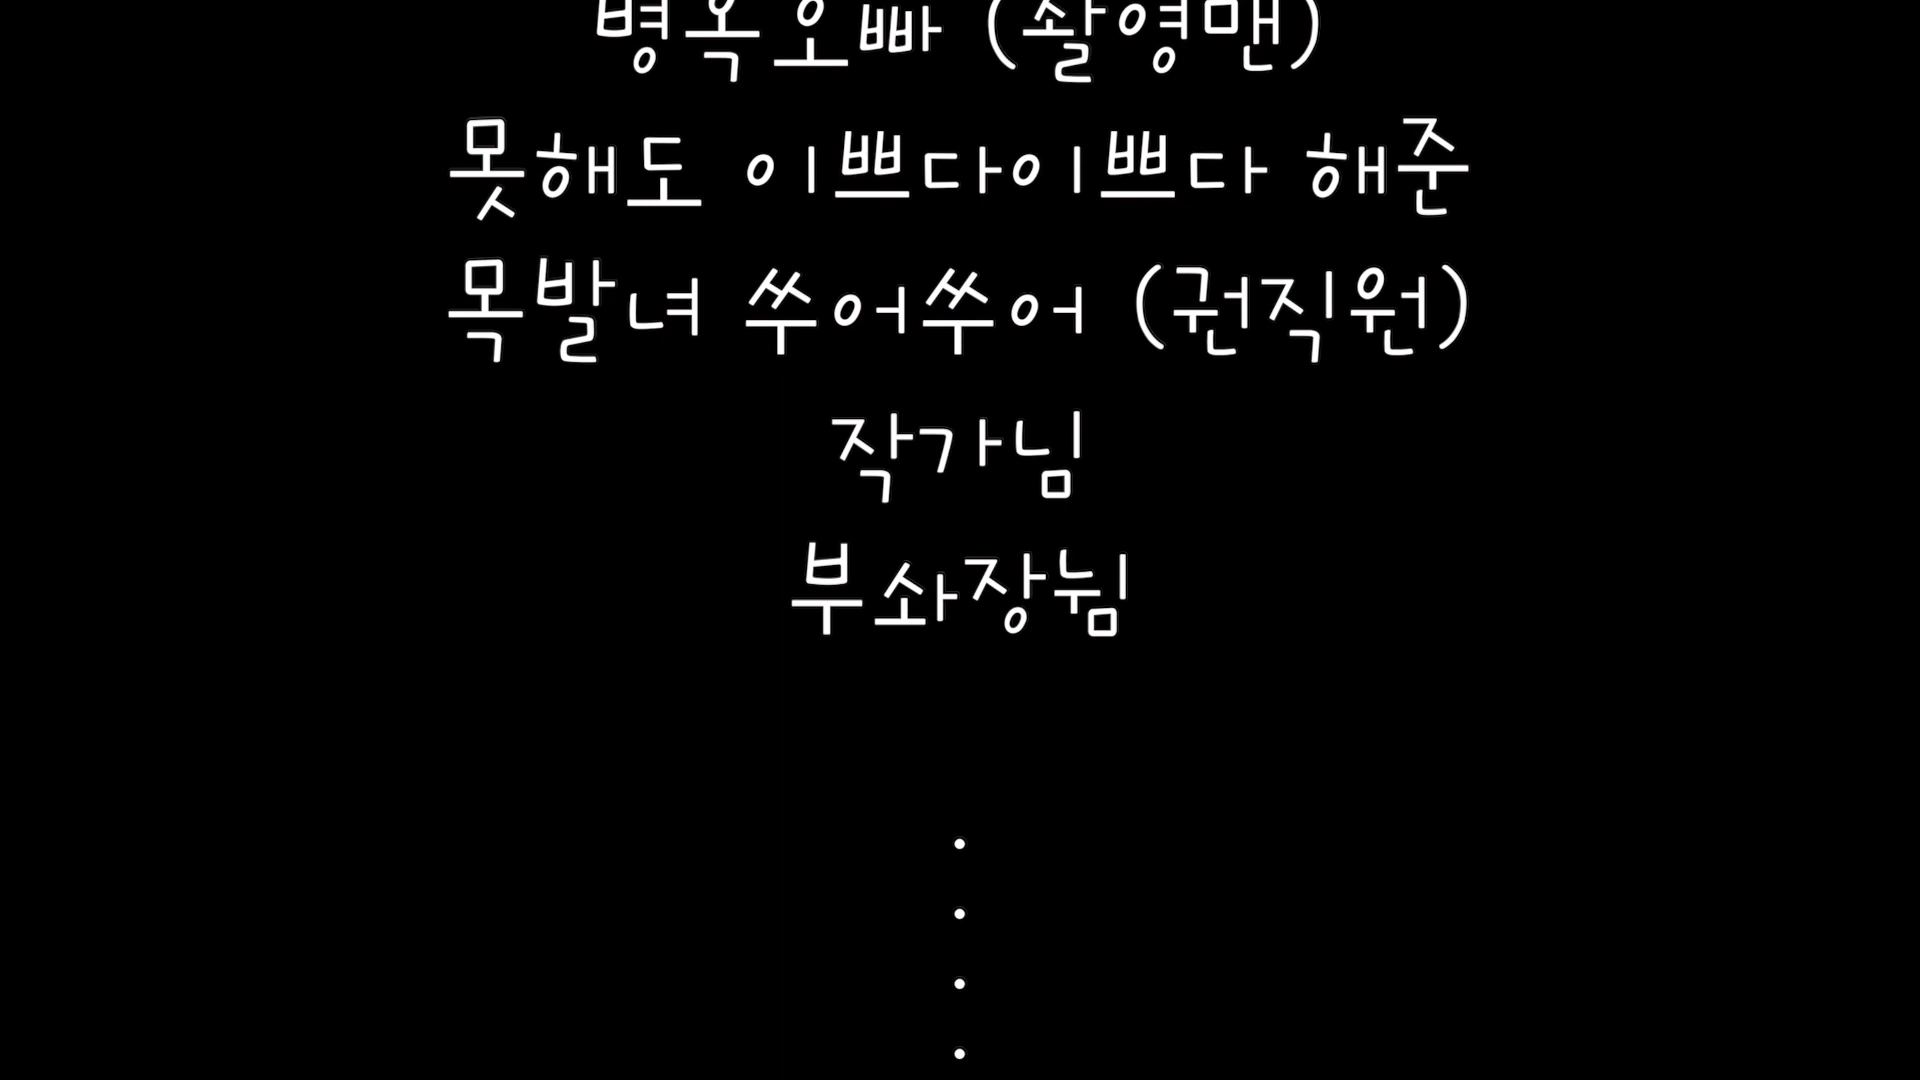 병옥오빠 (촬영맨)
못해도 이쁘다이쁘다 해준
목발녀 쑤어쑤어 (권직원)
작가님
부솨장뉨
.
.
.
.